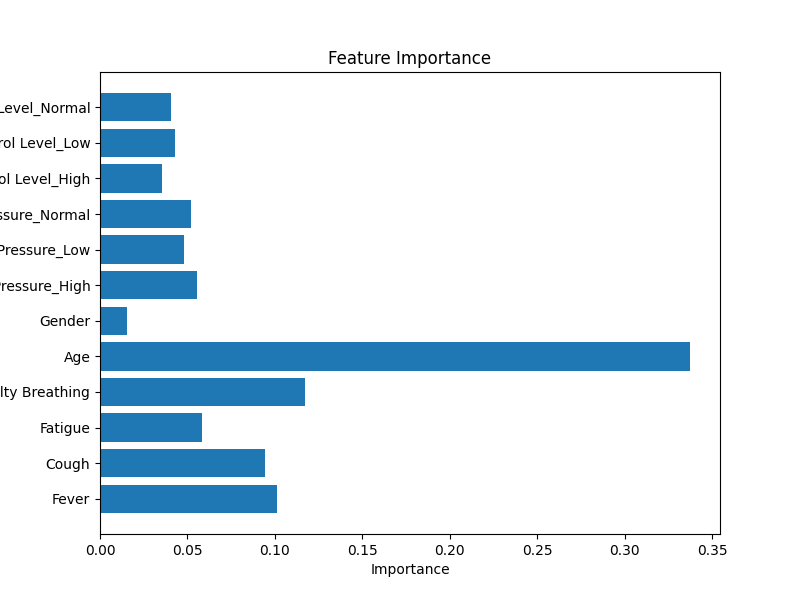 Feature Importance
Level_Normal
rol Level_Low
ol Level_High
ssure_Normal
Pressure_Low
Pressure_High
Gender
Age
lty Breathing
Fatigue
Cough
Fever
0.00 0.05 0.10 0.15 0.20 0.25 0.30 0.35
Importance